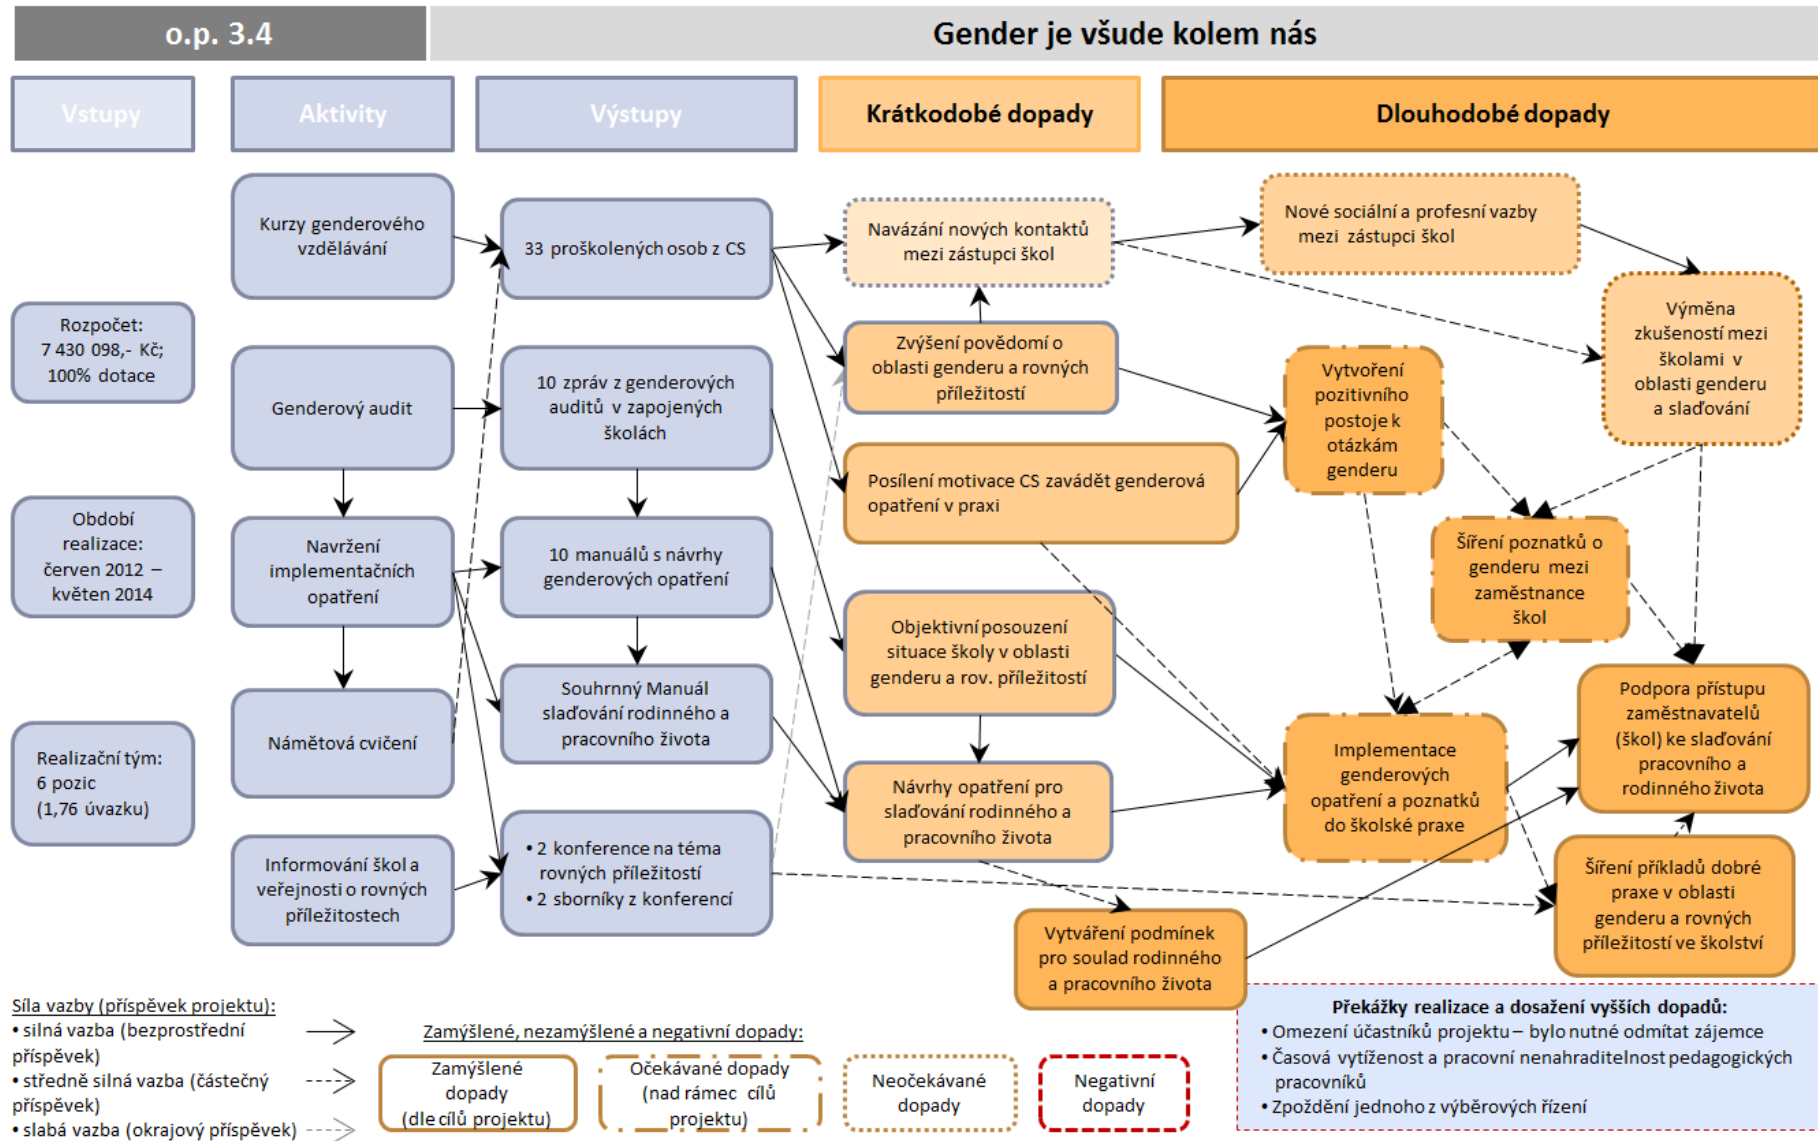 o.p. 3.4
Gender je všude kolem nás
Vstupy
Aktivity
Výstupy
Krátkodobé dopady
Dlouhodobé dopady
Rozpočet:
7 430 098,- Kč;
100% dotace
Období
realizace:
červen 2012 –
květen 2014
Realizační tým:
6 pozic
(1,76 úvazku)
Kurzy genderového
vzdělávání
Genderový audit
Navržení
implementačních
opatření
Námětová cvičení
Informování škol a
veřejnosti o rovných
příležitostech
33 proškolených osob z CS
10 zpráv z genderových
auditů v zapojených
školách
10 manuálů s návrhy
genderových opatření
Souhrnný Manuál
slaďování rodinného a
pracovního života
• 2 konference na téma
rovných příležitostí
• 2 sborníky z konferencí
Navázání nových kontaktů
mezi zástupci škol
Zvýšení povědomí o
oblasti genderu a rovných
příležitostí
Posílení motivace CS zavádět genderová
opatření v praxi
Objektivní posouzení
situace školy v oblasti
genderu a rov. příležitostí
Návrhy opatření pro
slaďování rodinného a
pracovního života
Nové sociální a profesní vazby
mezi zástupci škol
Výměna
zkušeností mezi
školami v
oblasti genderu
a slaďování
Vytvoření
pozitivního
postoje k
otázkám
genderu
Šíření poznatků o
genderu mezi
zaměstnance
škol
Implementace
genderových
opatření a poznatků
do školské praxe
Podpora přístupu
zaměstnavatelů
(škol) ke slaďování
pracovního a
rodinného života
Šíření příkladů dobré
praxe v oblasti
genderu a rovných
příležitostí ve školství
Vytváření podmínek
pro soulad rodinného
a pracovního života
Síla vazby (příspěvek projektu):
• silná vazba (bezprostřední
příspěvek)
• středně silná vazba (částečný
příspěvek)
• slabá vazba (okrajový příspěvek)
Zamýšlené, nezamýšlené a negativní dopady:
Zamýšlené
dopady
(dle cílů projektu)
Očekávané dopady
(nad rámec cílů
projektu)
Neočekávané
dopady
Negativní
dopady
Překážky realizace a dosažení vyšších dopadů:
• Omezení účastníků projektu – bylo nutné odmítat zájemce
• Časová vytíženost a pracovní nenahraditelnost pedagogických
pracovníků
• Zpoždění jednoho z výběrových řízení